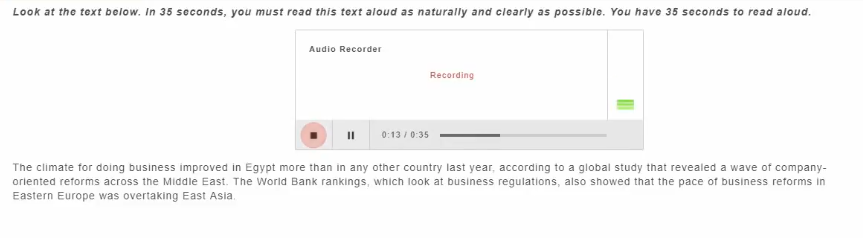 Look at the text below. In 35 seconds, you must read this text aloud as naturally and clearly as possible. You have 35 seconds to read aloud.
Audio Recorder
Recording
0:13 / 0:35
The climate for doing business improved in Egypt more than in any other country last year, according to a global study that revealed a wave of company-
oriented reforms across the Middle East. The World Bank rankings, which look at business regulations, also showed that the pace of business reforms in
Eastern Europe was overtaking East Asia.